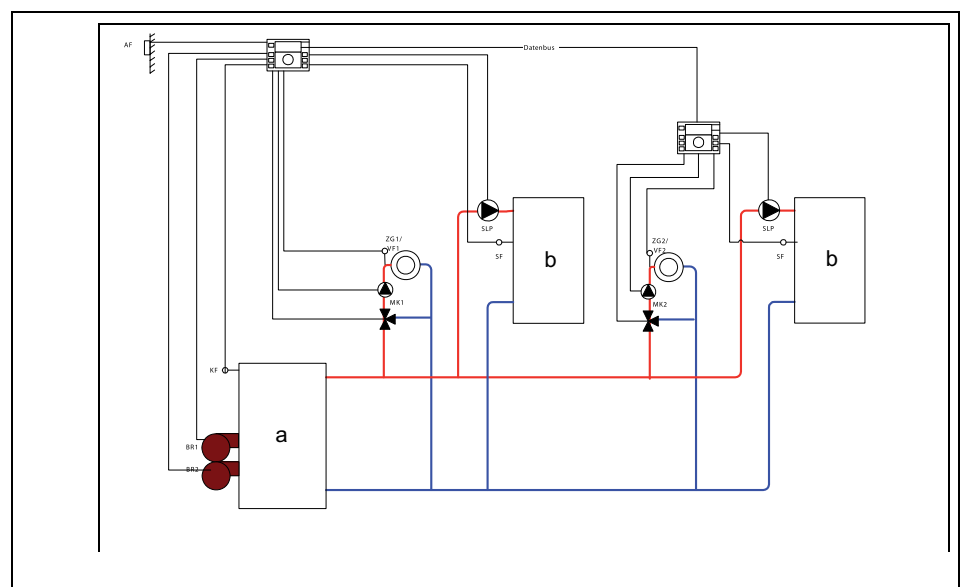 AF
Datenbus
SLP
SLP
ZG1/
VF1
SF
b
ZG2/
VF2
SF
b
MK1
MK2
KF
a
BR1
BR2